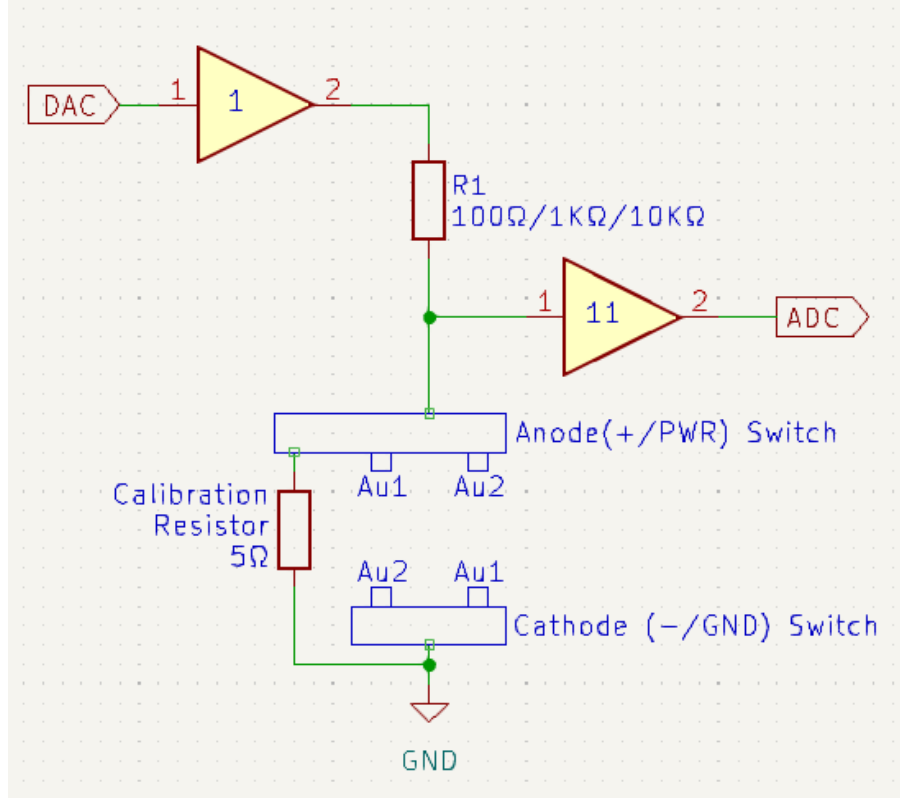 DAC
1
1
2
R1
100Ω/1KΩ/10KΩ
1
11
2
ADC
Anode(+/PWR) Switch
Au1
Au2
Calibration
Resistor
5Ω
Au2
Au1
Cathode (-/GND) Switch
GND